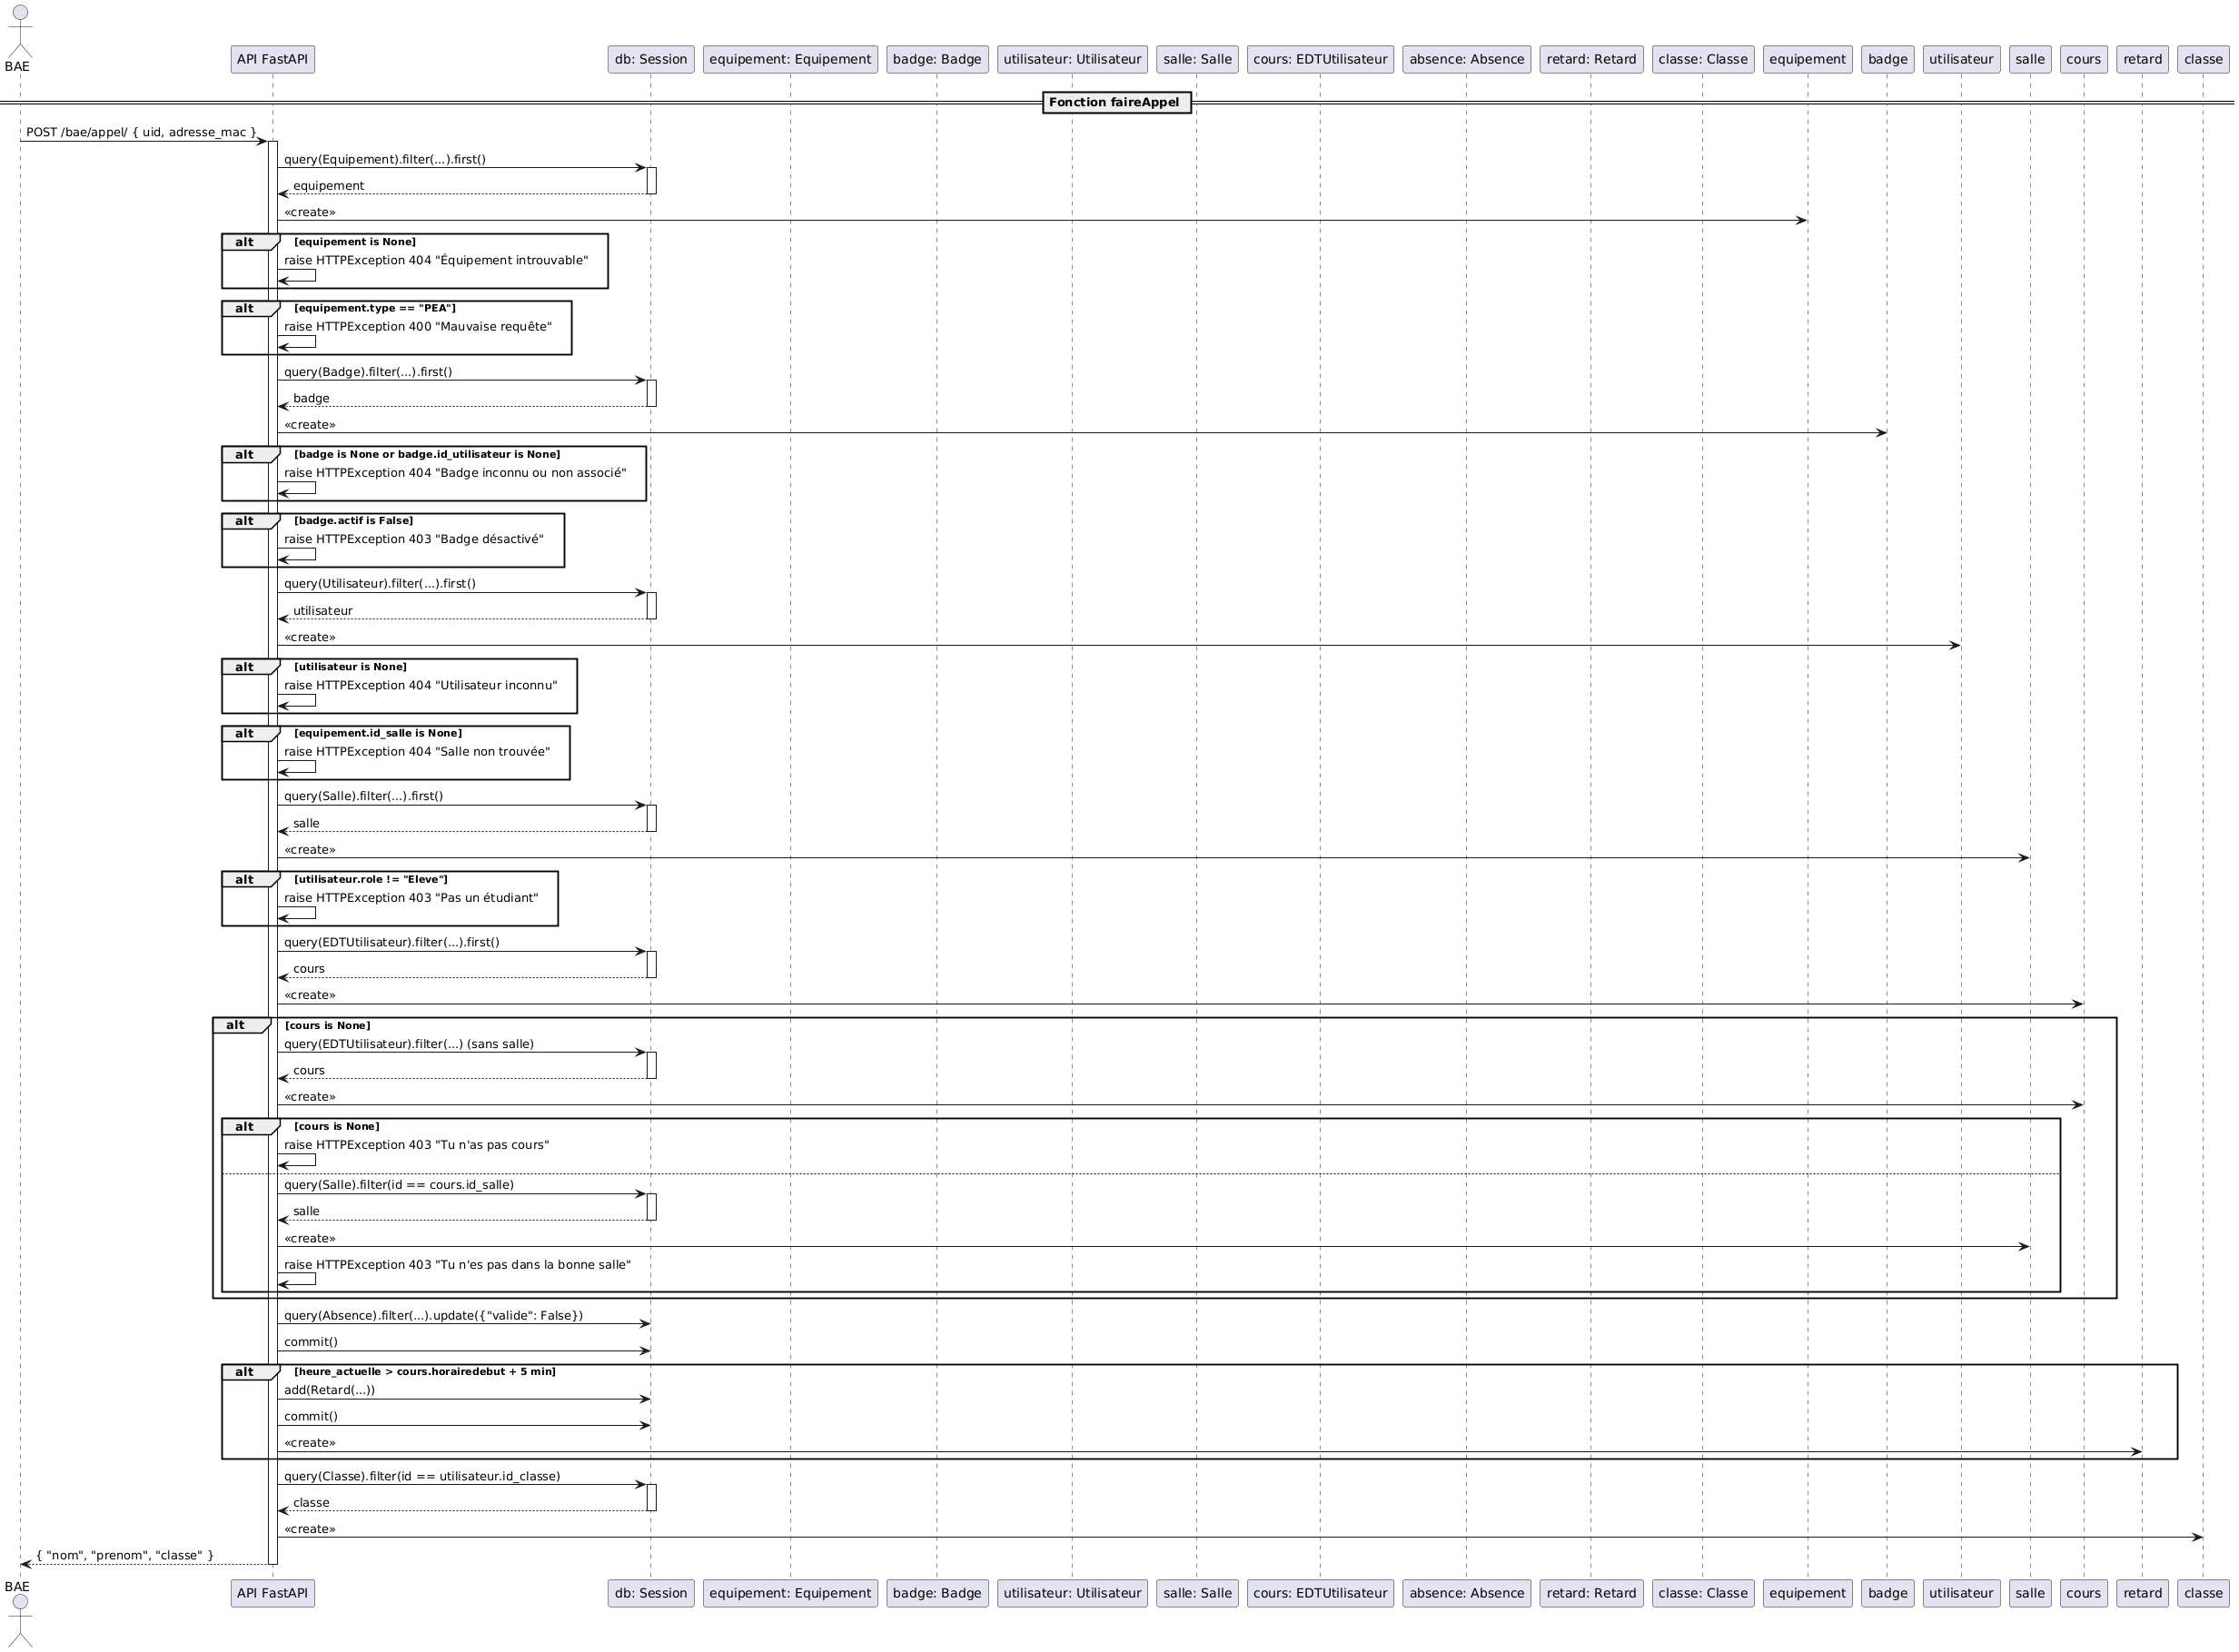 BAE
API FastAPI
db: Session
equipement: Equipement
badge: Badge
utilisateur: Utilisateur
salle: Salle
cours: EDTUtilisateur
absence: Absence
retard: Retard
classe: Classe
equipement
badge
utilisateur
salle
cours
retard
classe
Fonction faireAppel
POST /bae/appel/ { uid, adresse_mac }
query(Equipement).filter(...).first()
equipement
«create»
alt [equipement is None]
raise HTTPException 404 "Équipement introuvable"
alt [equipement.type == "PEA"]
raise HTTPException 400 "Mauvaise requête"
query(Badge).filter(...).first()
badge
«create»
alt [badge is None or badge.id_utilisateur is None]
raise HTTPException 404 "Badge inconnu ou non associé"
alt [badge.actif is False]
raise HTTPException 403 "Badge désactivé"
query(Utilisateur).filter(...).first()
utilisateur
«create»
alt [utilisateur is None]
raise HTTPException 404 "Utilisateur inconnu"
alt [equipement.id_salle is None]
raise HTTPException 404 "Salle non trouvée"
query(Salle).filter(...).first()
salle
«create»
alt [utilisateur.role != "Eleve"]
raise HTTPException 403 "Pas un étudiant"
query(EDTUtilisateur).filter(...).first()
cours
«create»
alt [cours is None]
query(EDTUtilisateur).filter(...) (sans salle)
cours
«create»
alt [cours is None]
raise HTTPException 403 "Tu n'as pas cours"
query(Salle).filter(id == cours.id_salle)
salle
«create»
raise HTTPException 403 "Tu n'es pas dans la bonne salle"
query(Absence).filter(...).update({"valide": False})
commit()
alt [heure_actuelle > cours.horairedebut + 5 min]
add(Retard(...))
commit()
«create»
query(Classe).filter(id == utilisateur.id_classe)
classe
«create»
{ "nom", "prenom", "classe" }
BAE
API FastAPI
db: Session
equipement: Equipement
badge: Badge
utilisateur: Utilisateur
salle: Salle
cours: EDTUtilisateur
absence: Absence
retard: Retard
classe: Classe
equipement
badge
utilisateur
salle
cours
retard
classe